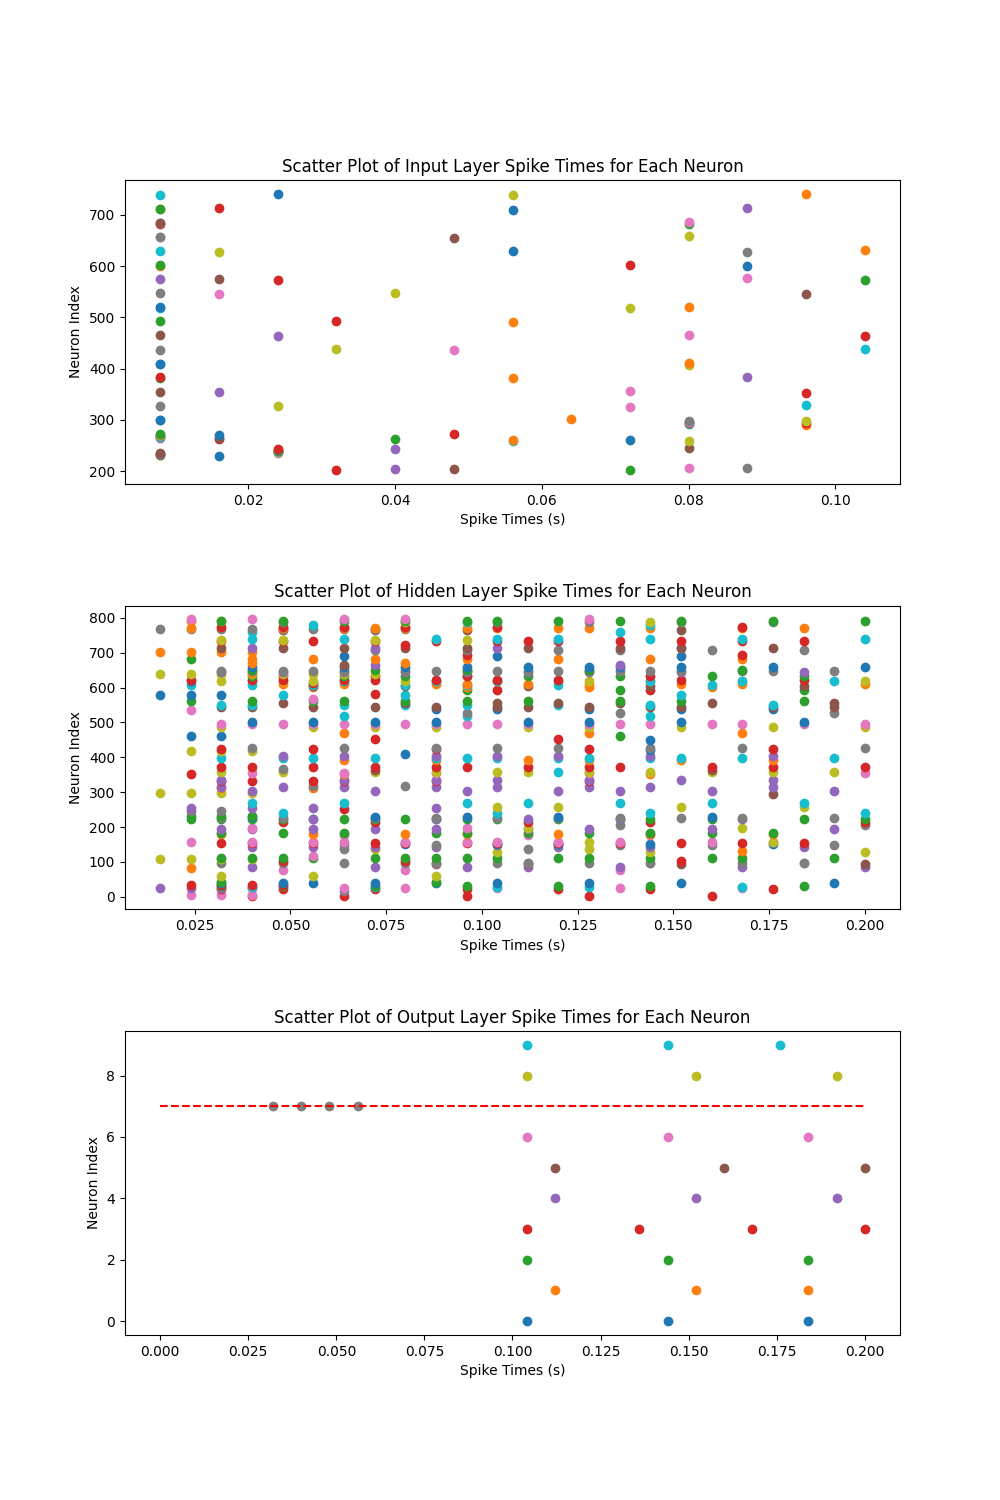 Scatter Plot of Input Layer Spike Times for Each Neuron
700
600
500
400
300
200
Neuron Index
0.02 0.04 0.06 0.08 0.10
Spike Times (s)
Scatter Plot of Hidden Layer Spike Times for Each Neuron
800
700
600
500
400
300
200
100
0
Neuron Index
0.025 0.050 0.075 0.100 0.125 0.150 0.175 0.200
Spike Times (s)
Scatter Plot of Output Layer Spike Times for Each Neuron
8
6
4
2
0
Neuron Index
0.000 0.025 0.050 0.075 0.100 0.125 0.150 0.175 0.200
Spike Times (s)